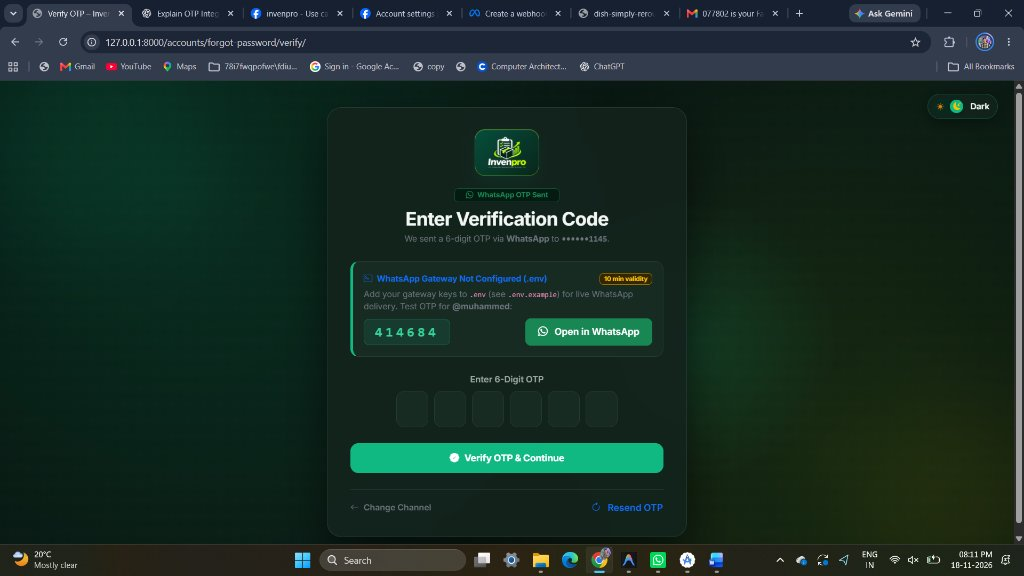 Verify OTP – Inven
Explain OTP Integ
invenpro - Use ca
Account settings
Create a webhook
dish-simply-rerou
077802 is your Fa
Ask Gemini
127.0.0.1:8000/accounts/forgot-password/verify/
Gmail
YouTube
Maps
78i7fwqpofwe\fdiu...
Sign in - Google Ac...
copy
Computer Architect...
ChatGPT
All Bookmarks
Dark
Invenpro
WhatsApp OTP Sent
Enter Verification Code
We sent a 6-digit OTP via WhatsApp to ••••••1145.
WhatsApp Gateway Not Configured (.env)
10 min validity
Add your gateway keys to .env (see .env.example) for live WhatsApp
delivery. Test OTP for @muhammed:
414684
Open in WhatsApp
Enter 6-Digit OTP
Verify OTP & Continue
← Change Channel
Resend OTP
20°C
Mostly clear
Search
ENG
IN
08:11 PM
18-11-2026